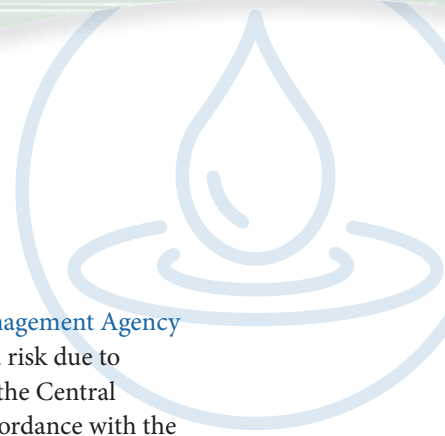 nagement Agency
risk due to
the Central
ordance with the